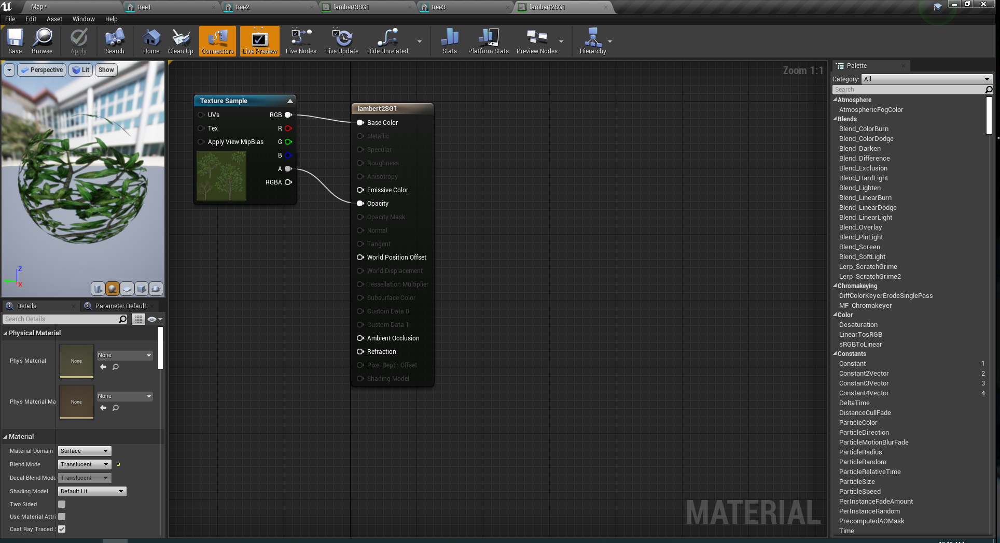 Map*
tree1
tree2
lambert3SG1
tree3
lambert2SG1
File Edit Asset Window Help
Save
Browse
Apply
Search
Home
Clean Up
Connectors
Live Preview
Live Nodes
Live Update
Hide Unrelated
Stats
Platform Stats
Preview Nodes
Hierarchy
Perspective
Lit
Show
Z
X
Zoom 1:1
Texture Sample
UVs
Tex
Apply View MipBias
RGB
R
G
B
A
RGBA
lambert2SG1
Base Color
Metallic
Specular
Roughness
Anisotropy
Emissive Color
Opacity
Opacity Mask
Normal
Tangent
World Position Offset
World Displacement
Tessellation Multiplier
Subsurface Color
Custom Data 0
Custom Data 1
Ambient Occlusion
Refraction
Pixel Depth Offset
Shading Model
MATERIAL
Details
Parameter Defaults
Search Details
Physical Material
Phys Material
None
None
Phys Material Ma
None
None
Material
Material Domain
Surface
Blend Mode
Translucent
Decal Blend Mode
Translucent
Shading Model
Default Lit
Two Sided
Use Material Attri
Cast Ray Traced
Palette
Category: All
Search
Atmosphere
AtmosphericFogColor
Blends
Blend_ColorBurn
Blend_ColorDodge
Blend_Darken
Blend_Difference
Blend_Exclusion
Blend_HardLight
Blend_Lighten
Blend_LinearBurn
Blend_LinearDodge
Blend_LinearLight
Blend_Overlay
Blend_PinLight
Blend_Screen
Blend_SoftLight
Lerp_ScratchGrime
Lerp_ScratchGrime2
Chromakeying
DiffColorKeyerErodeSinglePass
MF_Chromakeyer
Color
Desaturation
LinearTosRGB
sRGBToLinear
Constants
Constant 1
Constant2Vector 2
Constant3Vector 3
Constant4Vector 4
DeltaTime
DistanceCullFade
ParticleColor
ParticleDirection
ParticleMotionBlurFade
ParticleRadius
ParticleRandom
ParticleRelativeTime
ParticleSize
ParticleSpeed
PerInstanceFadeAmount
PerInstanceRandom
PrecomputedAOMask
Time